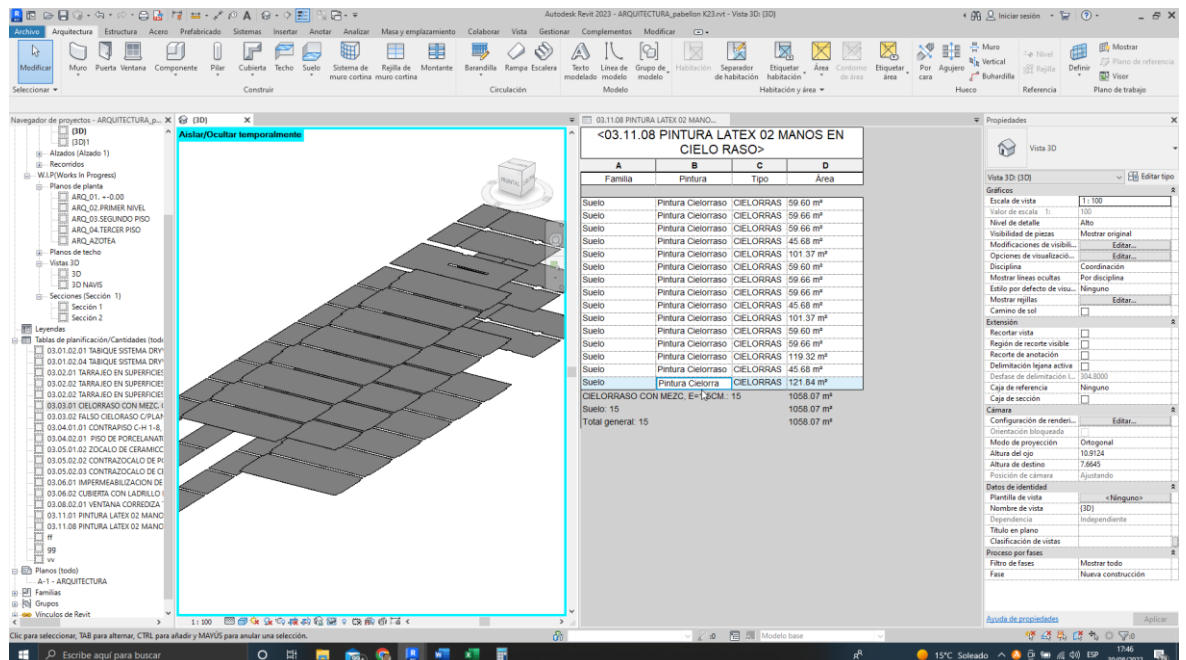 Autodesk Revit 2023 - ARQUITECTURA_pabellon K23.rvt - Vista 3D: {3D}
Iniciar sesión
Archivo Arquitectura Estructura Acero Prefabricado Sistemas Insertar Anotar Analizar Masa y emplazamiento Colaborar Vista Gestionar Complementos Modificar
Modificar Muro Puerta Ventana Componente Pilar Cubierta Techo Suelo Sistema de muro cortina Rejilla de muro cortina Montante Barandilla Rampa Escalera Texto modelado Línea de modelo Grupo de modelo Habitación Separador de habitación Etiquetar habitación Área Contorno de área Etiquetar área Por cara Agujero Muro Vertical Buhardilla Nivel Rejilla Definir Mostrar Plano de referencia Visor
Seleccionar Construir Circulación Modelo Habitación y área Hueco Referencia Plano de trabajo
Navegador de proyectos - ARQUITECTURA_p...
{3D}
{3D}1
Alzados (Alzado 1)
Recorridos
W.I.P(Works In Progress)
Planos de planta
ARQ_01. +-0.00
ARQ_02.PRIMER NIVEL
ARQ_03.SEGUNDO PISO
ARQ_04.TERCER PISO
ARQ_AZOTEA
Planos de techo
Vistas 3D
3D
3D NAVIS
Secciones (Sección 1)
Sección 1
Sección 2
Leyendas
Tablas de planificación/Cantidades (tod
03.01.02.01 TABIQUE SISTEMA DRY
03.01.02.04 TABIQUE SISTEMA DRY
03.02.01 TARRAJEO EN SUPERFICIES
03.02.02 TARRAJEO EN SUPERFICIES
03.02.02 TARRAJEO EN SUPERFICIES
03.03.01 CIELORRASO CON MEZC,
03.03.02 FALSO CIELORASO C/PLAN
03.04.01.01 CONTRAPISO C-H 1-8,
03.04.02.01 PISO DE PORCELANAT
03.05.01.02 ZOCALO DE CERAMIC
03.05.02.02 CONTRAZOCALO DE P
03.05.02.03 CONTRAZOCALO DE C
03.06.01 IMPERMEABILIZACION DE
03.06.02 CUBIERTA CON LADRILLO
03.08.02.01 VENTANA CORREDIZA
03.11.01 PINTURA LATEX 02 MANO
03.11.08 PINTURA LATEX 02 MANO
ff
gg
vv
Planos (todo)
A-1 - ARQUITECTURA
Familias
Grupos
Vínculos de Revit
{3D}
Aislar/Ocultar temporalmente
1 : 100
03.11.08 PINTURA LATEX 02 MANO...
<03.11.08 PINTURA LATEX 02 MANOS EN
CIELO RASO>
A B C D
Familia Pintura Tipo Área
Suelo Pintura Cielorraso CIELORRAS 59.60 m²
Suelo Pintura Cielorraso CIELORRAS 59.66 m²
Suelo Pintura Cielorraso CIELORRAS 59.66 m²
Suelo Pintura Cielorraso CIELORRAS 45.68 m²
Suelo Pintura Cielorraso CIELORRAS 101.37 m²
Suelo Pintura Cielorraso CIELORRAS 59.60 m²
Suelo Pintura Cielorraso CIELORRAS 59.66 m²
Suelo Pintura Cielorraso CIELORRAS 59.66 m²
Suelo Pintura Cielorraso CIELORRAS 45.68 m²
Suelo Pintura Cielorraso CIELORRAS 101.37 m²
Suelo Pintura Cielorraso CIELORRAS 59.60 m²
Suelo Pintura Cielorraso CIELORRAS 59.66 m²
Suelo Pintura Cielorraso CIELORRAS 119.32 m²
Suelo Pintura Cielorraso CIELORRAS 45.68 m²
Suelo Pintura Cielorra CIELORRAS 121.84 m²
CIELORRASO CON MEZC, 15 1058.07 m²
Suelo: 15 1058.07 m²
Total general: 15 1058.07 m²
Propiedades
Vista 3D
Vista 3D: {3D} Editar tipo
Gráficos
Escala de vista 1 : 100
Valor de escala 1: 100
Nivel de detalle Alto
Visibilidad de piezas Mostrar original
Modificaciones de visibili... Editar...
Opciones de visualizació... Editar...
Disciplina Coordinación
Mostrar líneas ocultas Por disciplina
Estilo por defecto de visu... Ninguno
Mostrar rejillas Editar...
Camino de sol
Extensión
Recortar vista
Región de recorte visible
Recorte de anotación
Delimitación lejana activa
Desfase de delimitación l... 304.8000
Caja de referencia Ninguno
Caja de sección
Cámara
Configuración de renderi... Editar...
Orientación bloqueada
Modo de proyección Ortogonal
Altura del ojo 10.9124
Altura de destino 7.6645
Posición de cámara Ajustando
Datos de identidad
Plantilla de vista <Ninguno>
Nombre de vista {3D}
Dependencia Independiente
Título en plano
Clasificación de vistas
Proceso por fases
Filtro de fases Mostrar todo
Fase Nueva construcción
Ayuda de propiedades Aplicar
Clic para seleccionar, TAB para alternar, CTRL para añadir y MAYÚS para anular una selección.
:0 Modelo base :0
Escribe aquí para buscar
15°C Soleado ESP 17:46
30/08/2022